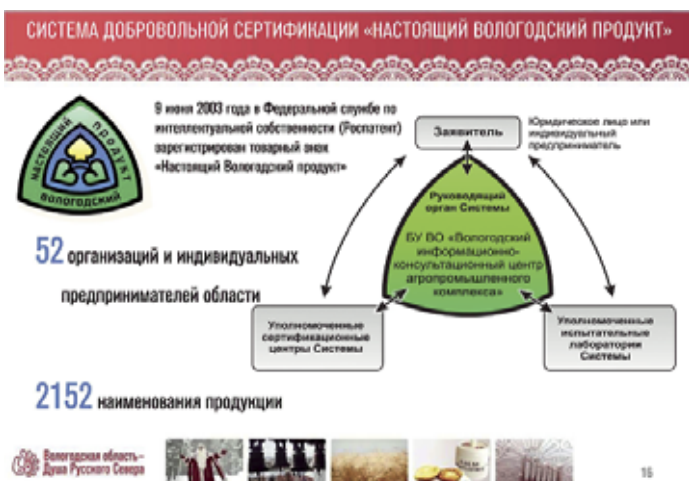 СИСТЕМА ДОБРОВОЛЬНОЙ СЕРТИФИКАЦИИ «НАСТОЯЩИЙ ВОЛОГОДСКИЙ ПРОДУКТ»
НАСТОЯЩИЙ ПРОДУКТ
ВОЛОГОДСКИЙ
9 июня 2003 года в Федеральной службе по
интеллектуальной собственности (Роспатент)
зарегистрирован товарный знак
«Настоящий Вологодский продукт»
Заявитель
Юридическое лицо или
индивидуальный
предприниматель
Руководящий
орган Системы
БУ ВО «Вологодский
информационно-
консультационный центр
агропромышленного
комплекса»
52 организаций и индивидуальных
предпринимателей области
Уполномоченные
сертификационные
центры Системы
Уполномоченные
испытательные
лаборатории
Системы
2152 наименования продукции
Вологодская область–
Душа Русского Севера
16